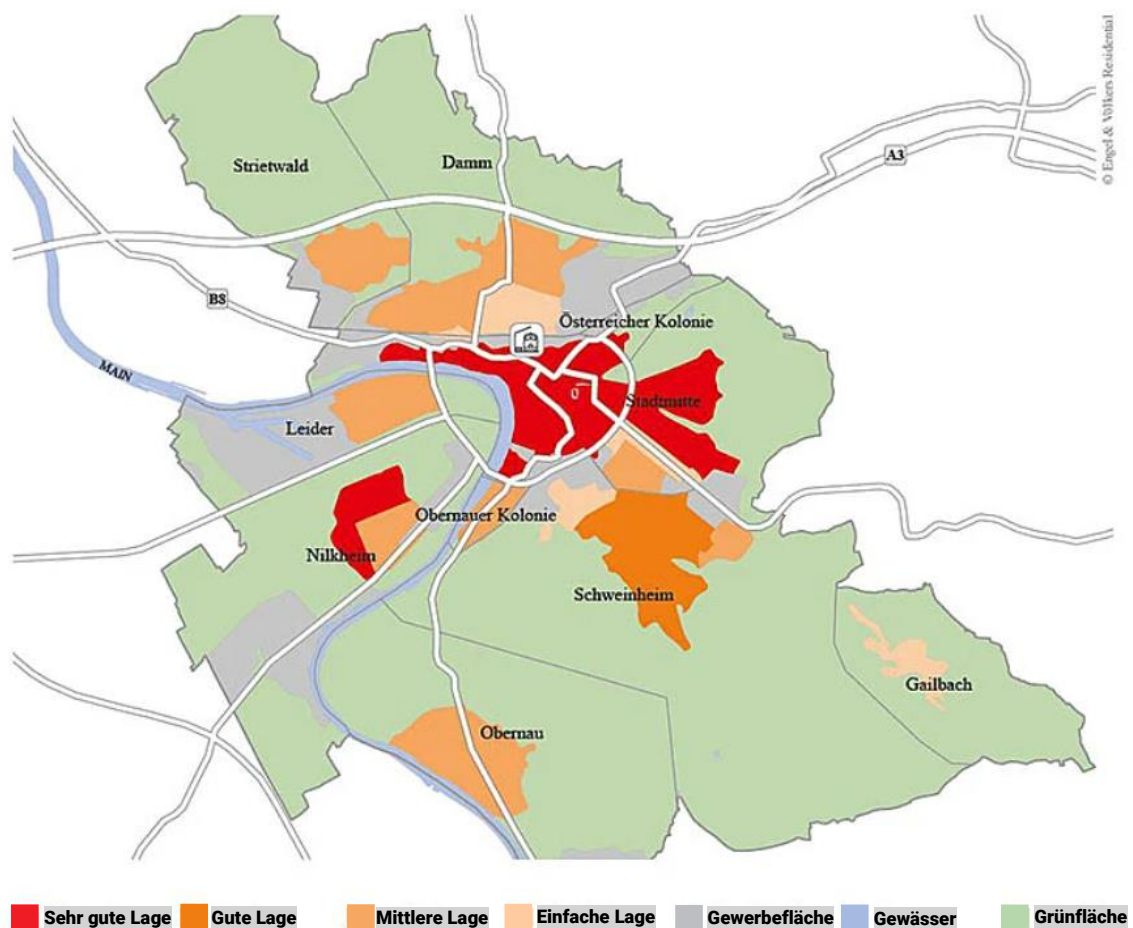 © Engel & Völkers Residential
Strietwald
Damm
A3
B8
Österreicher Kolonie
MAIN
Stadtmitte
Leider
Obernauer Kolonie
Nilkheim
Schweinheim
Gailbach
Obernau
Sehr gute Lage
Gute Lage
Mittlere Lage
Einfache Lage
Gewerbefläche
Gewässer
Grünfläche